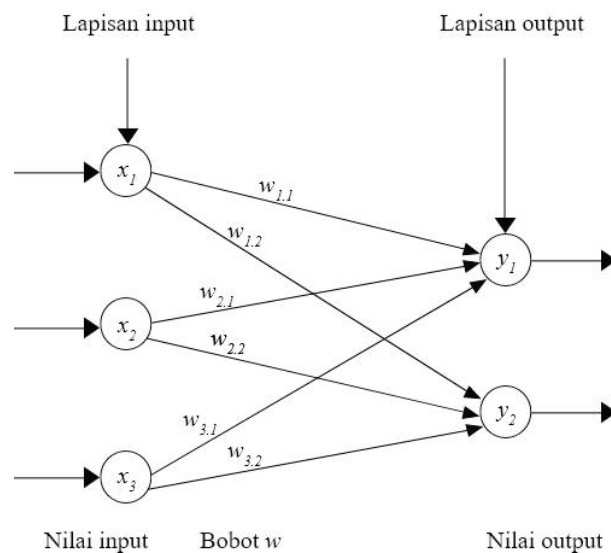 Lapisan input
Lapisan output
x1
w1.1
w1.2
y1
w2.1
x2
w2.2
y2
w3.1
w3.2
x3
Nilai input
Bobot w
Nilai output